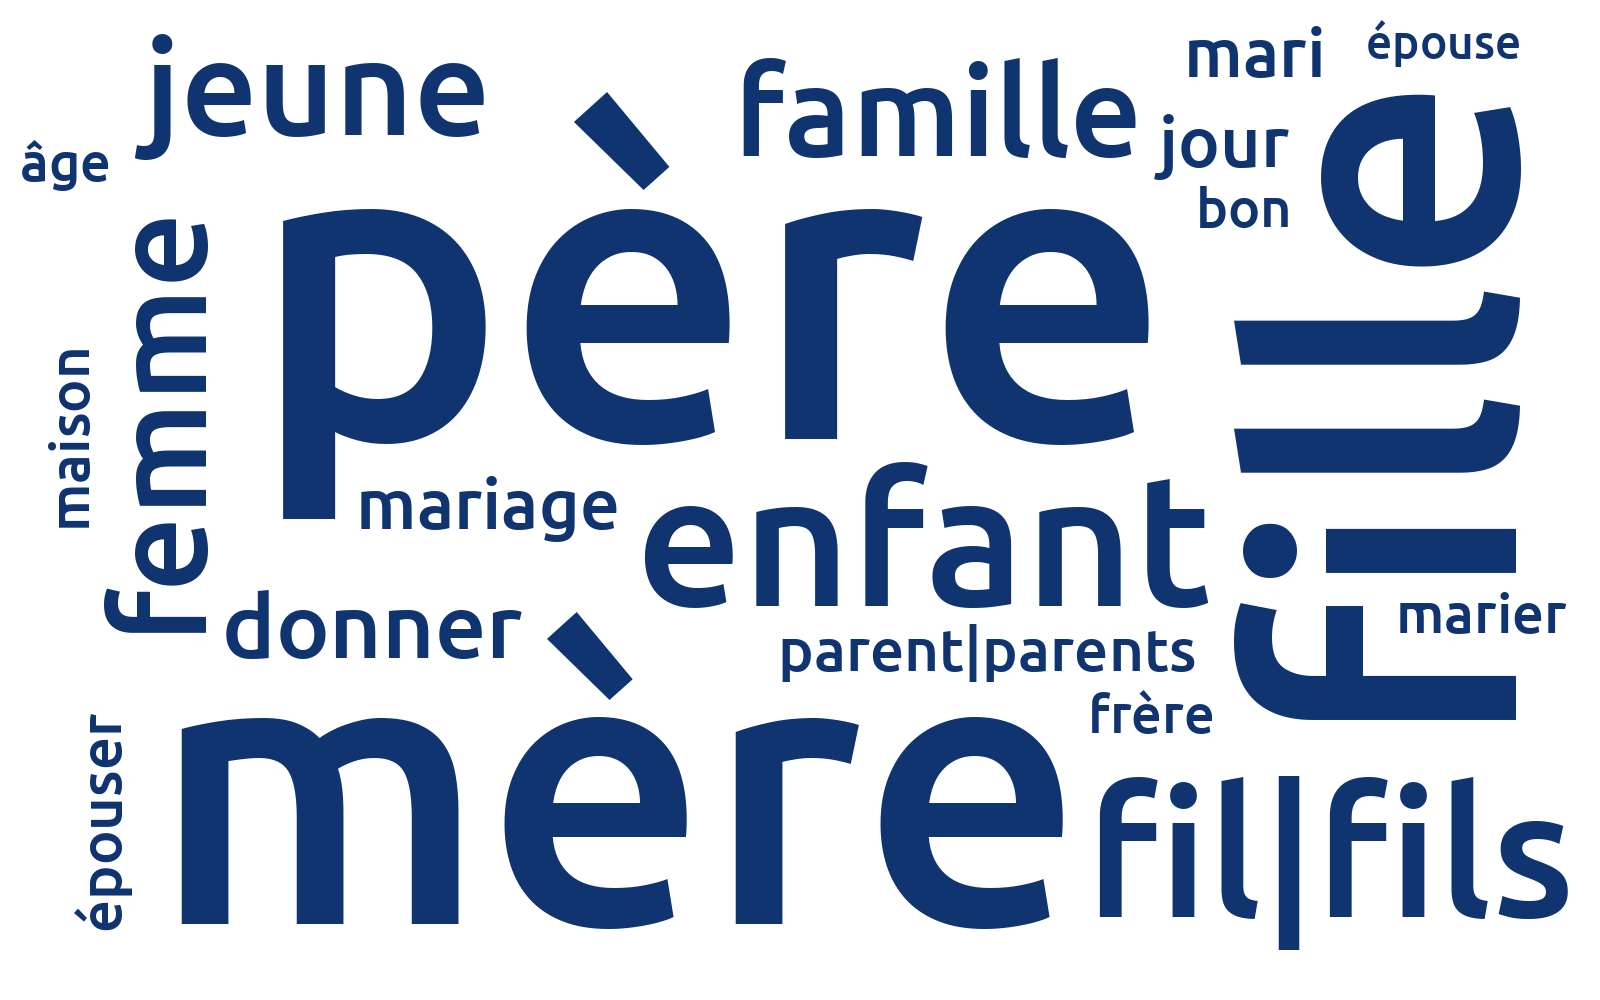 jeune
famille
mari
épouse
âge
jour
bon
père
fille
femme
maison
mariage
enfant
donner
marier
parent|parents
frère
mère
épouser
fil|fils